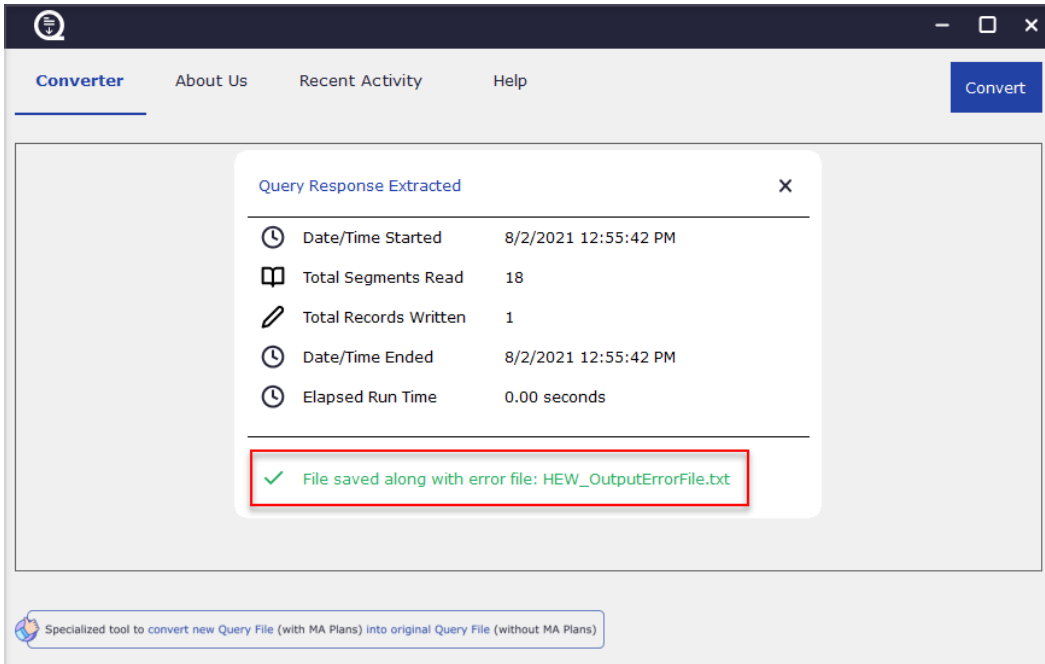 Converter About Us Recent Activity Help Convert
Query Response Extracted
Date/Time Started 8/2/2021 12:55:42 PM
Total Segments Read 18
Total Records Written 1
Date/Time Ended 8/2/2021 12:55:42 PM
Elapsed Run Time 0.00 seconds
File saved along with error file: HEW_OutputErrorFile.txt
Specialized tool to convert new Query File (with MA Plans) into original Query File (without MA Plans)